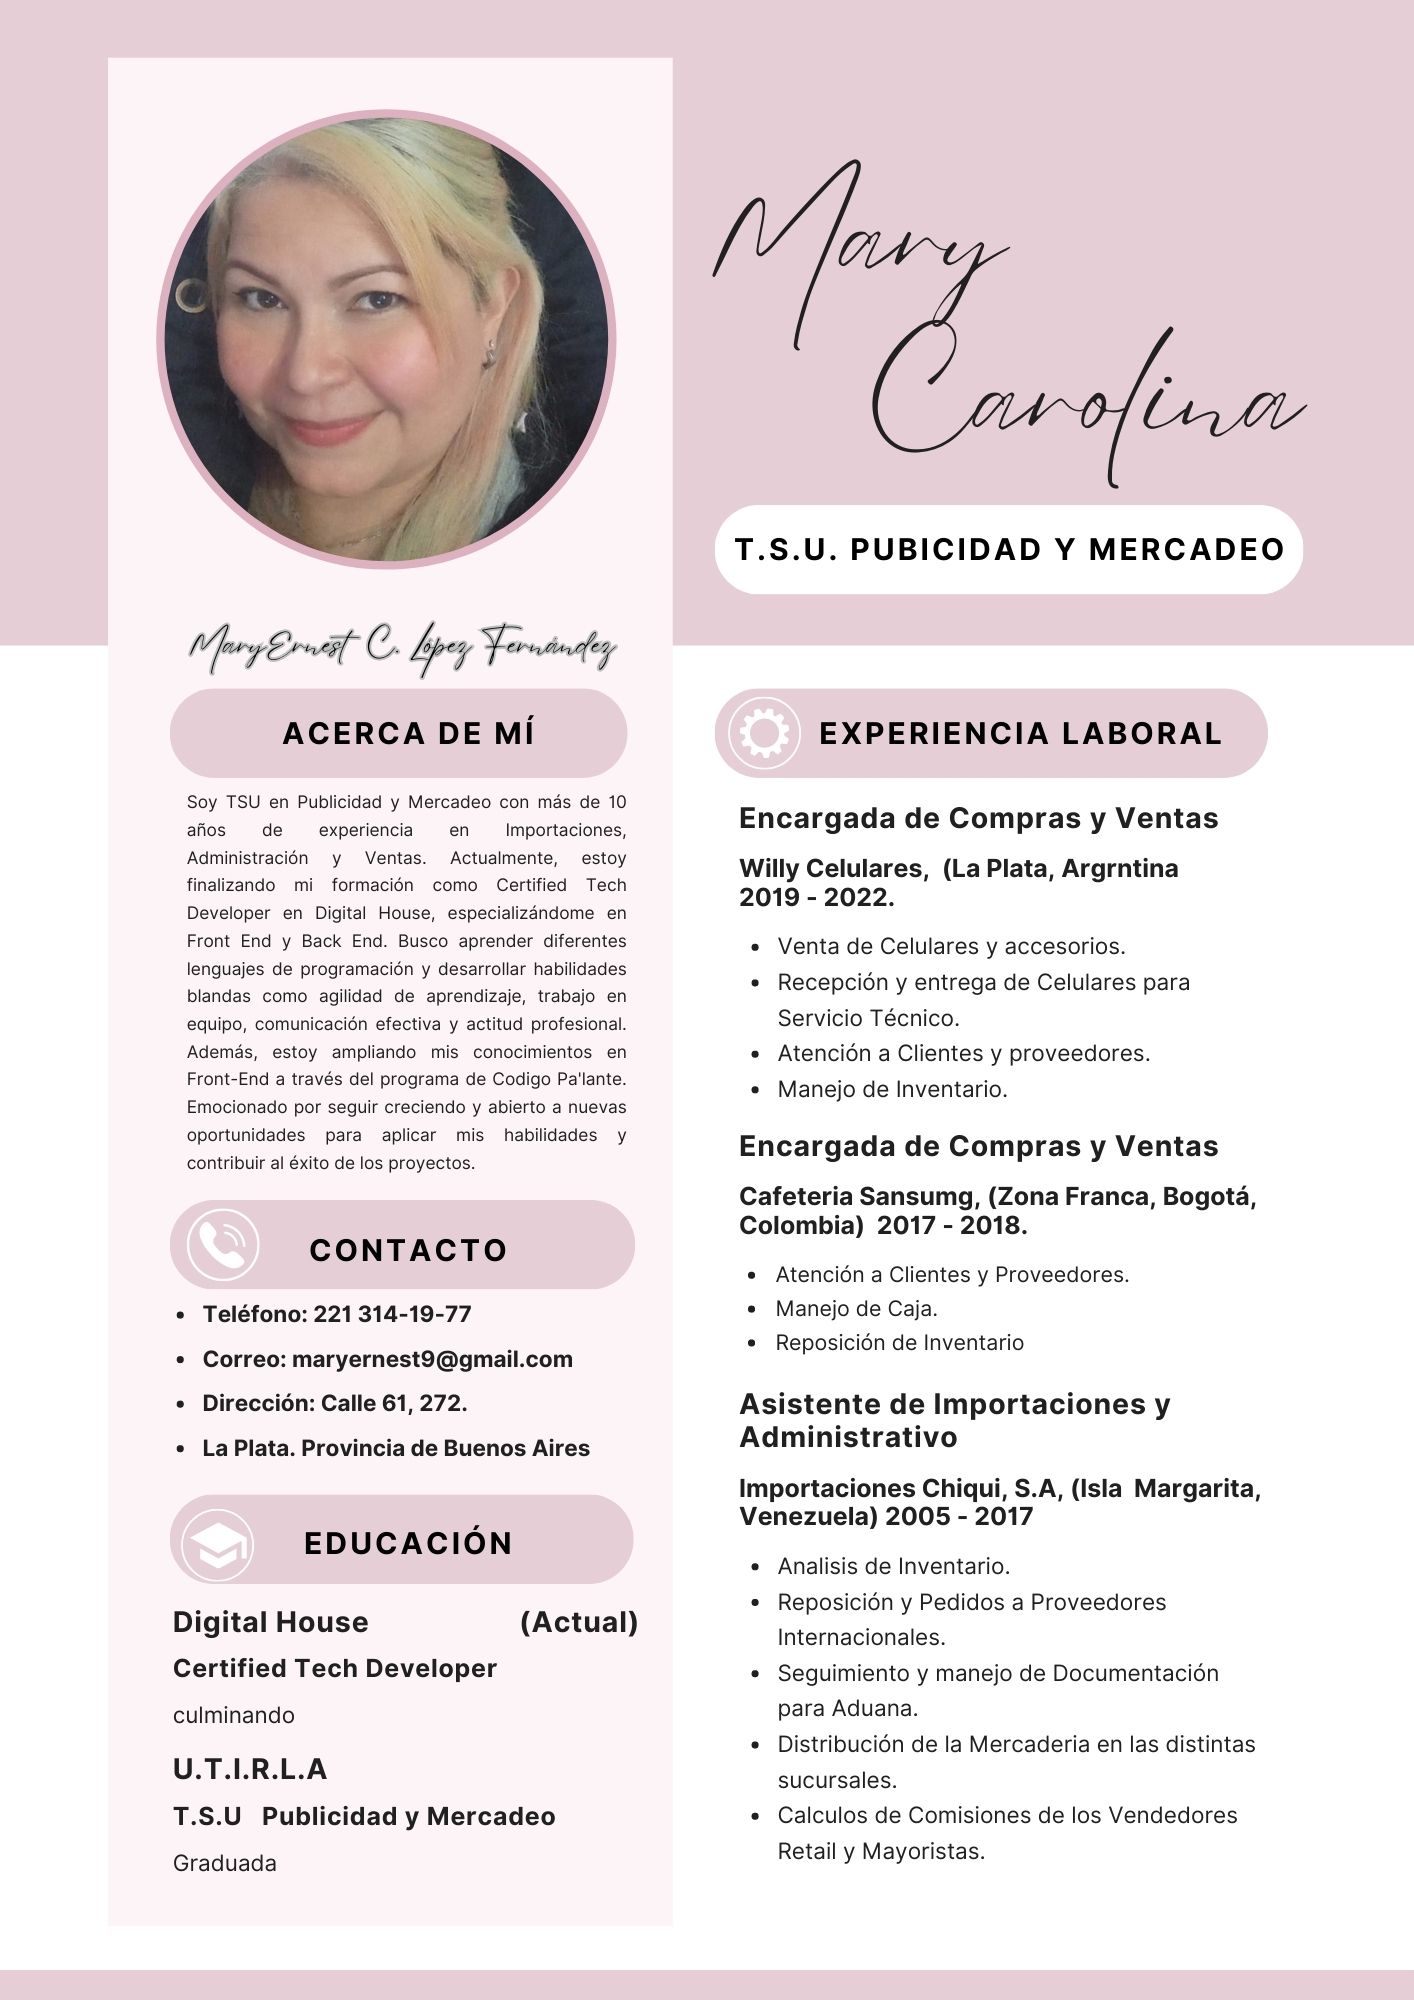 Mary
Carolina
T.S.U. PUBICIDAD Y MERCADEO
MaryErnest C. López Fernández
ACERCA DE MÍ
Soy TSU en Publicidad y Mercadeo con más de 10
años de experiencia en Importaciones,
Administración y Ventas. Actualmente, estoy
finalizando mi formación como Certified Tech
Developer en Digital House, especializándome en
Front End y Back End. Busco aprender diferentes
lenguajes de programación y desarrollar habilidades
blandas como agilidad de aprendizaje, trabajo en
equipo, comunicación efectiva y actitud profesional.
Además, estoy ampliando mis conocimientos en
Front-End a través del programa de Codigo Pa'lante.
Emocionado por seguir creciendo y abierto a nuevas
oportunidades para aplicar mis habilidades y
contribuir al éxito de los proyectos.
CONTACTO
• Teléfono: 221 314-19-77
• Correo: maryernest9@gmail.com
• Dirección: Calle 61, 272.
• La Plata. Provincia de Buenos Aires
EDUCACIÓN
Digital House (Actual)
Certified Tech Developer
culminando
U.T.I.R.L.A
T.S.U Publicidad y Mercadeo
Graduada
EXPERIENCIA LABORAL
Encargada de Compras y Ventas
Willy Celulares, (La Plata, Argrntina
2019 - 2022.
• Venta de Celulares y accesorios.
• Recepción y entrega de Celulares para
Servicio Técnico.
• Atención a Clientes y proveedores.
• Manejo de Inventario.
Encargada de Compras y Ventas
Cafeteria Sansumg, (Zona Franca, Bogotá,
Colombia) 2017 - 2018.
• Atención a Clientes y Proveedores.
• Manejo de Caja.
• Reposición de Inventario
Asistente de Importaciones y
Administrativo
Importaciones Chiqui, S.A, (Isla Margarita,
Venezuela) 2005 - 2017
• Analisis de Inventario.
• Reposición y Pedidos a Proveedores
Internacionales.
• Seguimiento y manejo de Documentación
para Aduana.
• Distribución de la Mercaderia en las distintas
sucursales.
• Calculos de Comisiones de los Vendedores
Retail y Mayoristas.